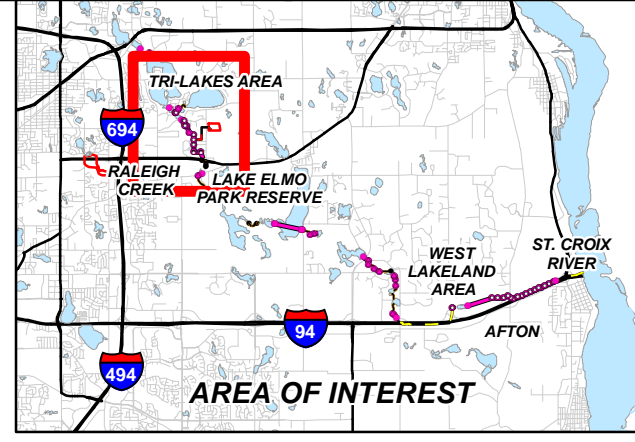 TRI-LAKES AREA
694
RALEIGH
CREEK
LAKE ELMO
PARK RESERVE
WEST
LAKELAND
AREA
ST. CROIX
RIVER
94
AFTON
494
AREA OF INTEREST